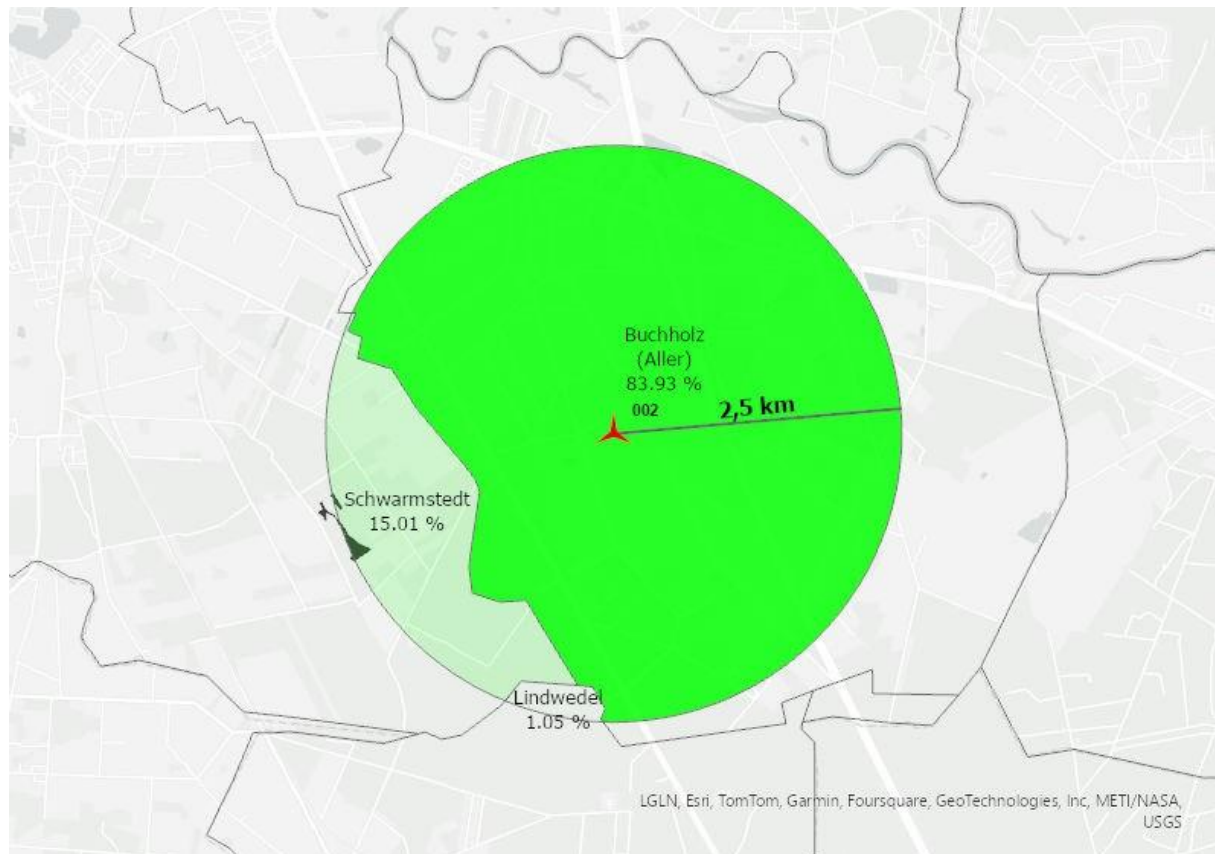 Buchholz
(Aller)
83.93 %
002
2,5 km
Schwarmstedt
15.01 %
Lindwedel
1.05 %
LGLN, Esri, TomTom, Garmin, Foursquare, GeoTechnologies, Inc, METI/NASA,
USGS